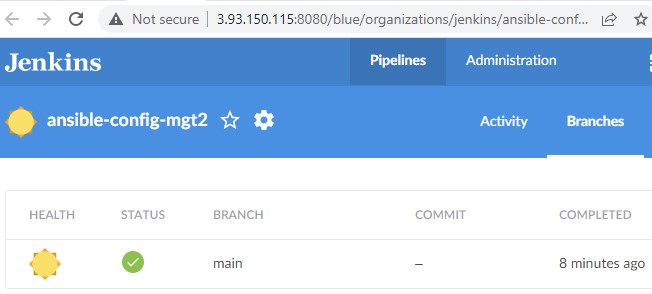 Not secure | 3.93.150.115:8080/blue/organizations/jenkins/ansible-conf...
Jenkins
Pipelines
Administration
ansible-config-mgt2
Activity
Branches
HEALTH STATUS BRANCH COMMIT COMPLETED
main – 8 minutes ago